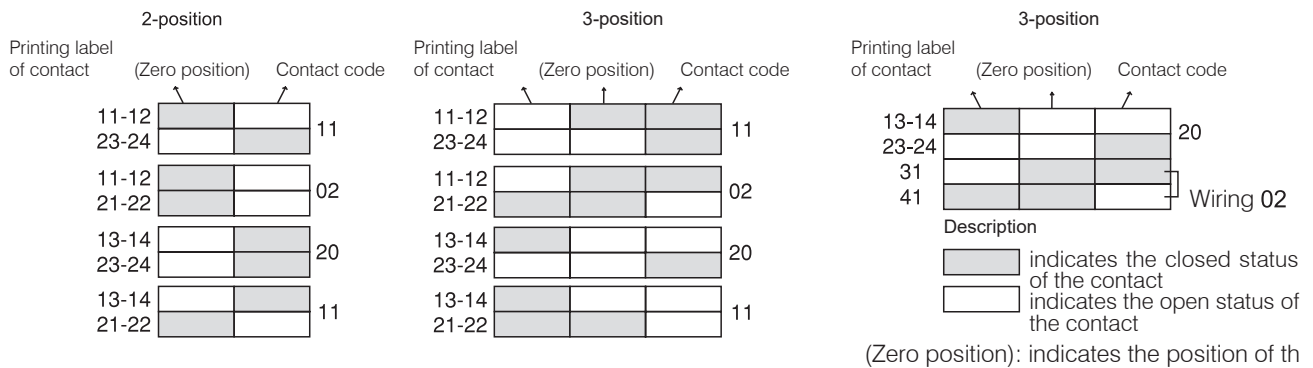 2-position
Printing label
of contact
(Zero position)
Contact code
11-12
23-24
11
11-12
21-22
02
13-14
23-24
20
13-14
21-22
11
3-position
Printing label
of contact
(Zero position)
Contact code
11-12
23-24
11
11-12
21-22
02
13-14
23-24
20
13-14
21-22
11
3-position
Printing label
of contact
(Zero position)
Contact code
13-14
23-24
20
31
41
Wiring 02
Description
indicates the closed status
of the contact
indicates the open status of
the contact
(Zero position): indicates the position of th